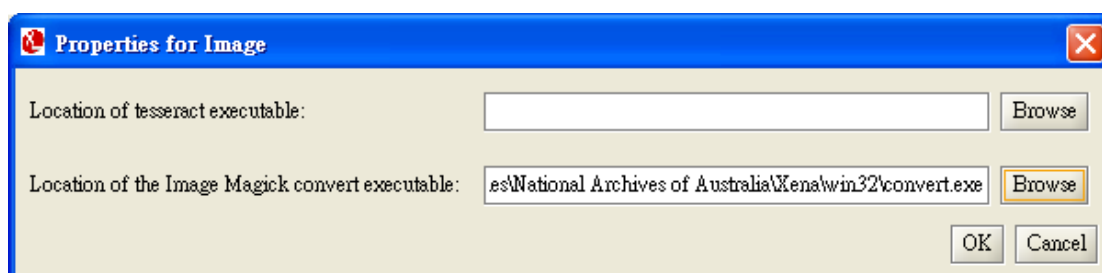 Properties for Image
Location of tesseract executable:
Browse
Location of the Image Magick convert executable:
es\National Archives of Australia\Xena\win32\convert.exe
Browse
OK
Cancel